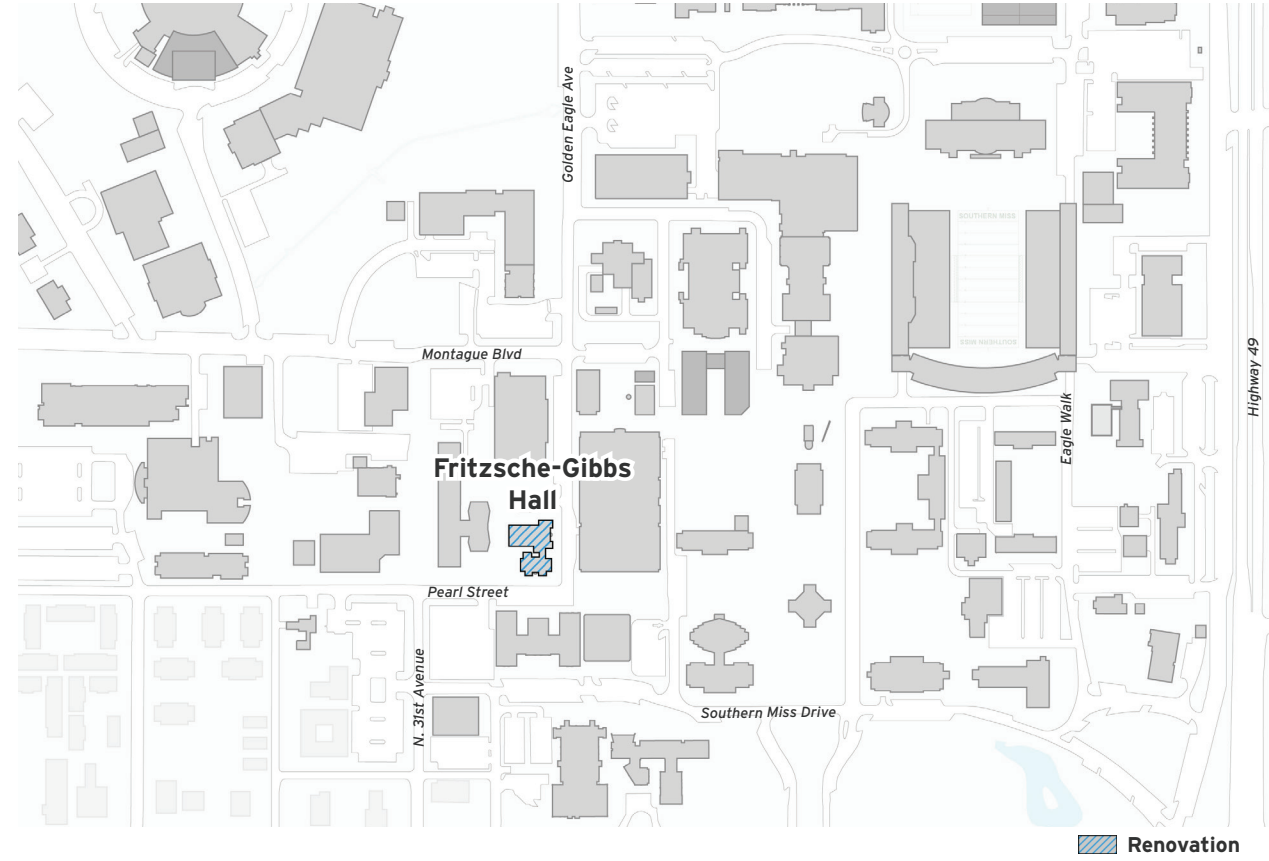 Golden Eagle Ave
SOUTHERN MISS
Highway 49
SOUTHERN MISS
Montague Blvd
Eagle Walk
Fritzsche-Gibbs
Hall
Pearl Street
N. 31st Avenue
Southern Miss Drive
Renovation